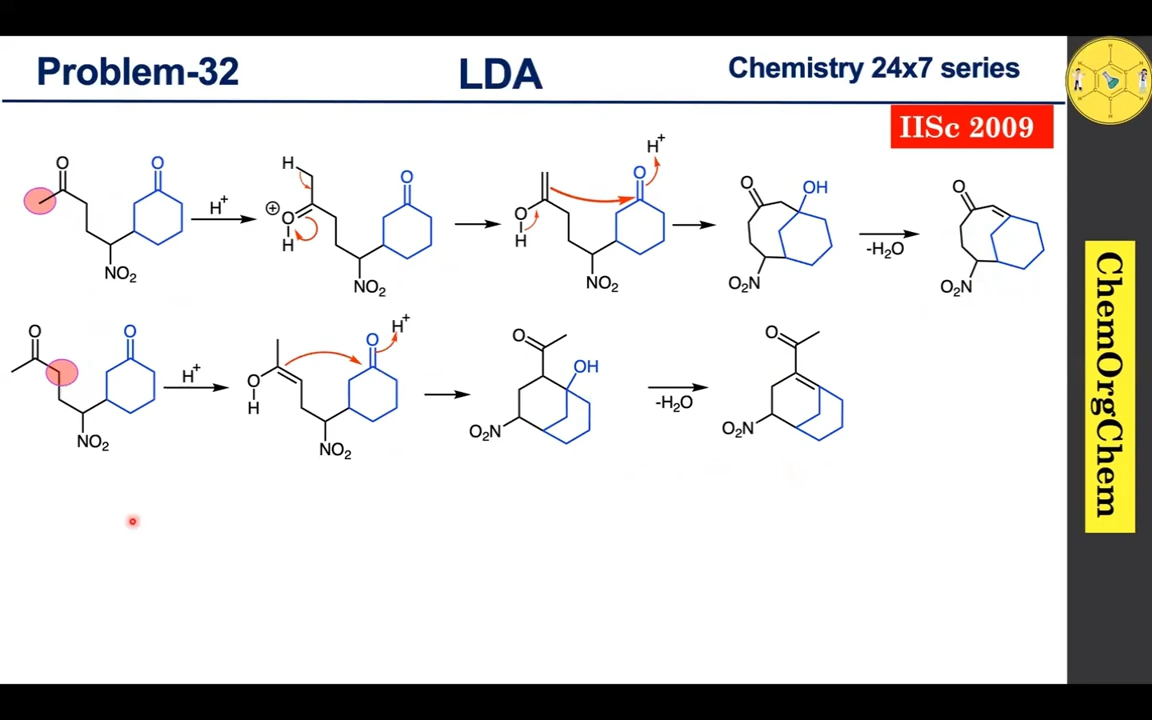 Problem-32
LDA
Chemistry 24x7 series
IISc 2009
O
O
NO₂
H⁺
H
⊕
O
H
O
NO₂
O
H
O
H⁺
NO₂
O
OH
O₂N
-H₂O
O
O₂N
O
O
NO₂
H⁺
O
H
O
H⁺
NO₂
O
OH
O₂N
-H₂O
O
O₂N
ChemOrgChem